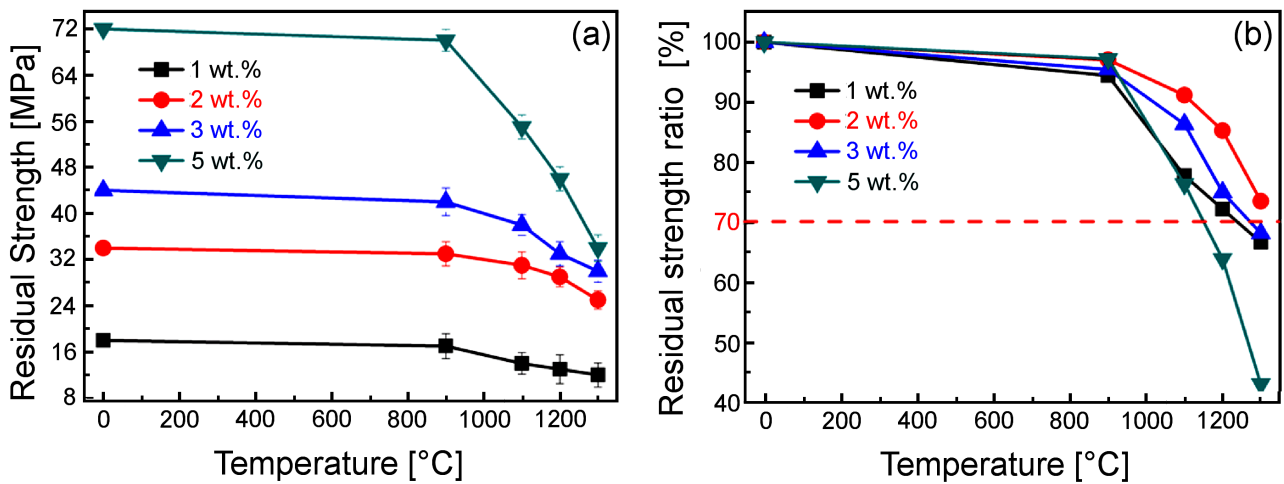 (a)
Residual Strength [MPa]
72
64
56
48
40
32
24
16
8
1 wt.%
2 wt.%
3 wt.%
5 wt.%
0
200
400
600
800
1000
1200
Temperature [°C]
(b)
Residual strength ratio [%]
100
90
80
70
60
50
40
1 wt.%
2 wt.%
3 wt.%
5 wt.%
0
200
400
600
800
1000
1200
Temperature [°C]